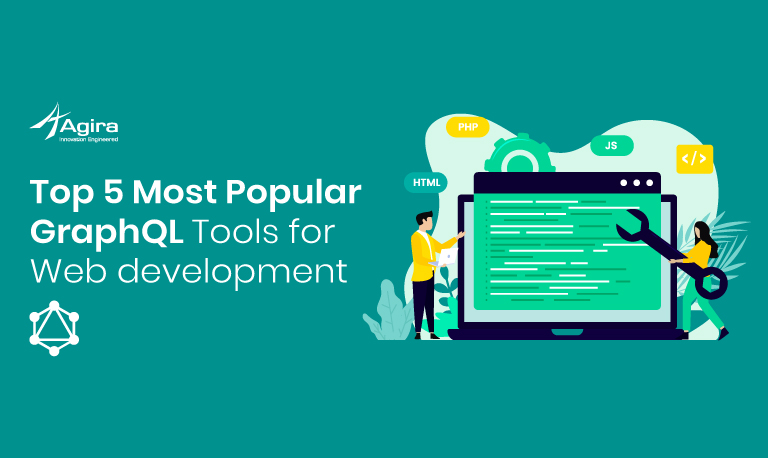 Agira
Innovation Engineered
Top 5 Most Popular
GraphQL Tools for
Web development
PHP
JS
</>
HTML